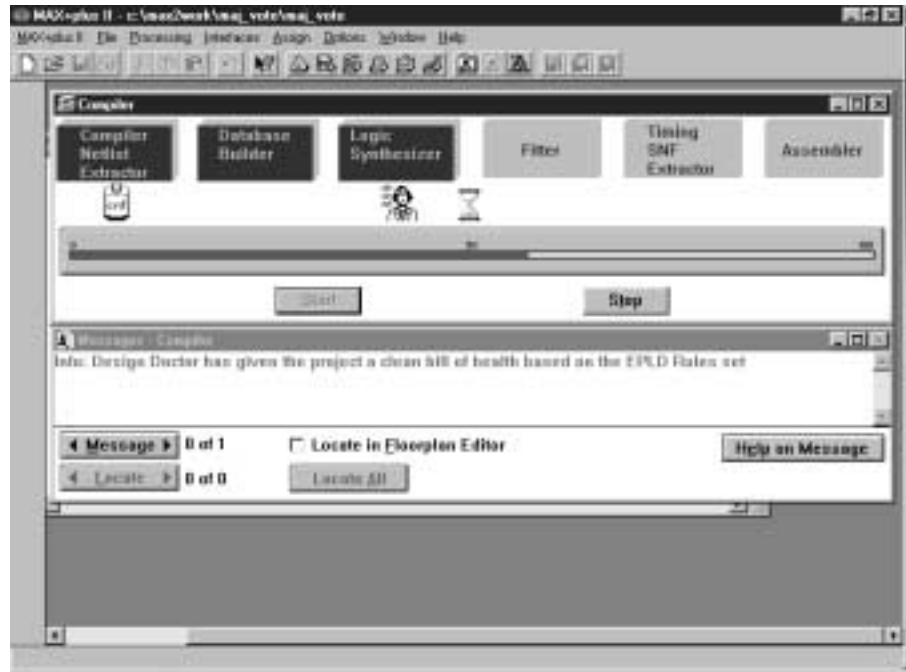 MAX+plus II - c:\max2work\maj_vote\maj_vote
MAX+plus II File Processing Interfaces Assign Options Window Help
Compiler
Compiler Netlist Extractor
Database Builder
Logic Synthesizer
Fitter
Timing SNF Extractor
Assembler
cnf
0 50 100
Start Stop
Messages - Compiler
Info: Design Doctor has given the project a clean bill of health based on the EPLD Rules set
Message 0 of 1 Locate in Floorplan Editor Help on Message
Locate 0 of 0 Locate All